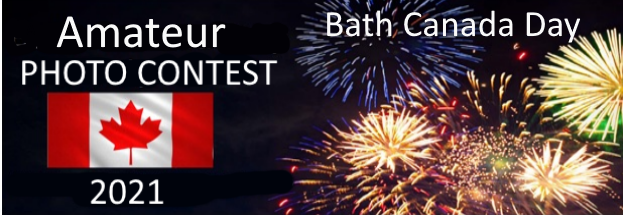 Amateur
PHOTO CONTEST
2021
Bath Canada Day